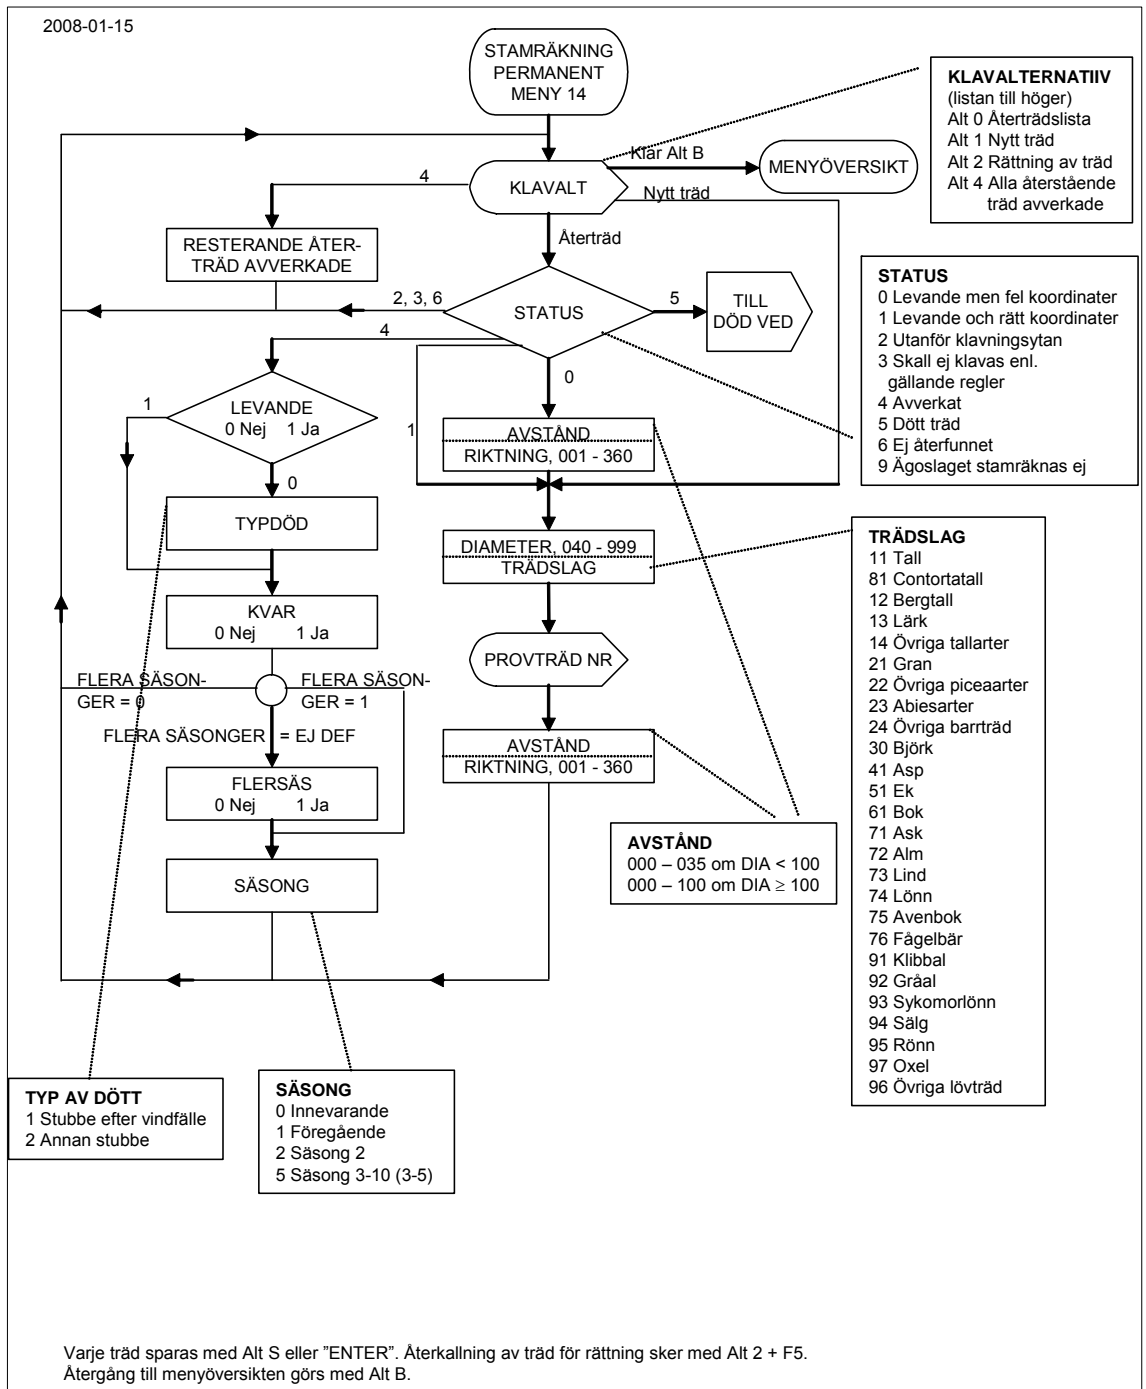 2008-01-15
STAMRÄKNING
PERMANENT
MENY 14
KLAVALTERNATIIV
(listan till höger)
Alt 0 Återträdslista
Alt 1 Nytt träd
Alt 2 Rättning av träd
Alt 4 Alla återstående
träd avverkade
Klar Alt B
MENYÖVERSIKT
4
KLAVALT
Nytt träd
Återträd
RESTERANDE ÅTER-
TRÄD AVVERKADE
STATUS
0 Levande men fel koordinater
1 Levande och rätt koordinater
2 Utanför klavningsytan
3 Skall ej klavas enl.
gällande regler
4 Avverkat
5 Dött träd
6 Ej återfunnet
9 Ägoslaget stamräknas ej
2, 3, 6
STATUS
5
TILL
DÖD VED
4
0
1
LEVANDE
0 Nej 1 Ja
1
AVSTÅND
RIKTNING, 001 - 360
0
TYPDÖD
DIAMETER, 040 - 999
TRÄDSLAG
TRÄDSLAG
11 Tall
81 Contortatall
12 Bergtall
13 Lärk
14 Övriga tallarter
21 Gran
22 Övriga piceaarter
23 Abiesarter
24 Övriga barrträd
30 Björk
41 Asp
51 Ek
61 Bok
71 Ask
72 Alm
73 Lind
74 Lönn
75 Avenbok
76 Fågelbär
91 Klibbal
92 Gråal
93 Sykomorlönn
94 Sälg
95 Rönn
97 Oxel
96 Övriga lövträd
KVAR
0 Nej 1 Ja
PROVTRÄD NR
FLERA SÄSON-
GER = 0
FLERA SÄSON-
GER = 1
FLERA SÄSONGER = EJ DEF
AVSTÅND
RIKTNING, 001 - 360
FLERSÄS
0 Nej 1 Ja
AVSTÅND
000 – 035 om DIA < 100
000 – 100 om DIA ≥ 100
SÄSONG
TYP AV DÖTT
1 Stubbe efter vindfälle
2 Annan stubbe
SÄSONG
0 Innevarande
1 Föregående
2 Säsong 2
5 Säsong 3-10 (3-5)
Varje träd sparas med Alt S eller ”ENTER”. Återkallning av träd för rättning sker med Alt 2 + F5.
Återgång till menyöversikten görs med Alt B.